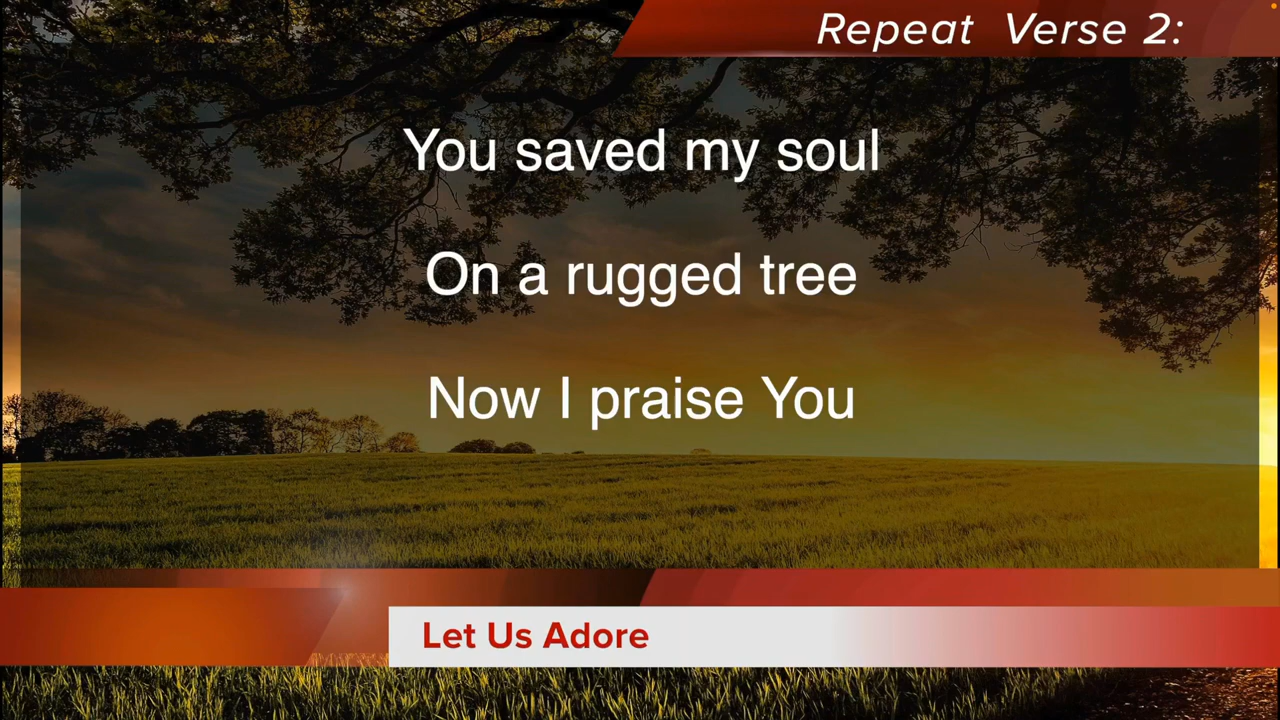 Repeat Verse 2:
You saved my soul
On a rugged tree
Now I praise You
Let Us Adore